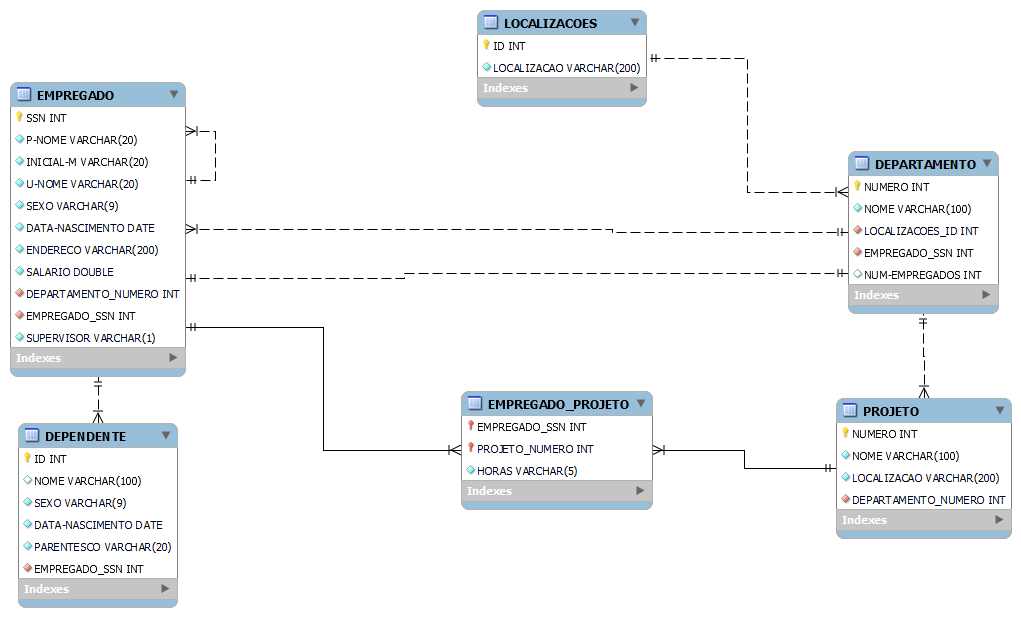 LOCALIZACOES
ID INT
LOCALIZACAO VARCHAR(200)
Indexes
EMPREGADO
SSN INT
P-NOME VARCHAR(20)
INICIAL-M VARCHAR(20)
U-NOME VARCHAR(20)
SEXO VARCHAR(9)
DATA-NASCIMENTO DATE
ENDERECO VARCHAR(200)
SALARIO DOUBLE
DEPARTAMENTO_NUMERO INT
EMPREGADO_SSN INT
SUPERVISOR VARCHAR(1)
Indexes
DEPARTAMENTO
NUMERO INT
NOME VARCHAR(100)
LOCALIZACOES_ID INT
EMPREGADO_SSN INT
NUM-EMPREGADOS INT
Indexes
DEPENDENTE
ID INT
NOME VARCHAR(100)
SEXO VARCHAR(9)
DATA-NASCIMENTO DATE
PARENTESCO VARCHAR(20)
EMPREGADO_SSN INT
Indexes
EMPREGADO_PROJETO
EMPREGADO_SSN INT
PROJETO_NUMERO INT
HORAS VARCHAR(5)
Indexes
PROJETO
NUMERO INT
NOME VARCHAR(100)
LOCALIZACAO VARCHAR(200)
DEPARTAMENTO_NUMERO INT
Indexes